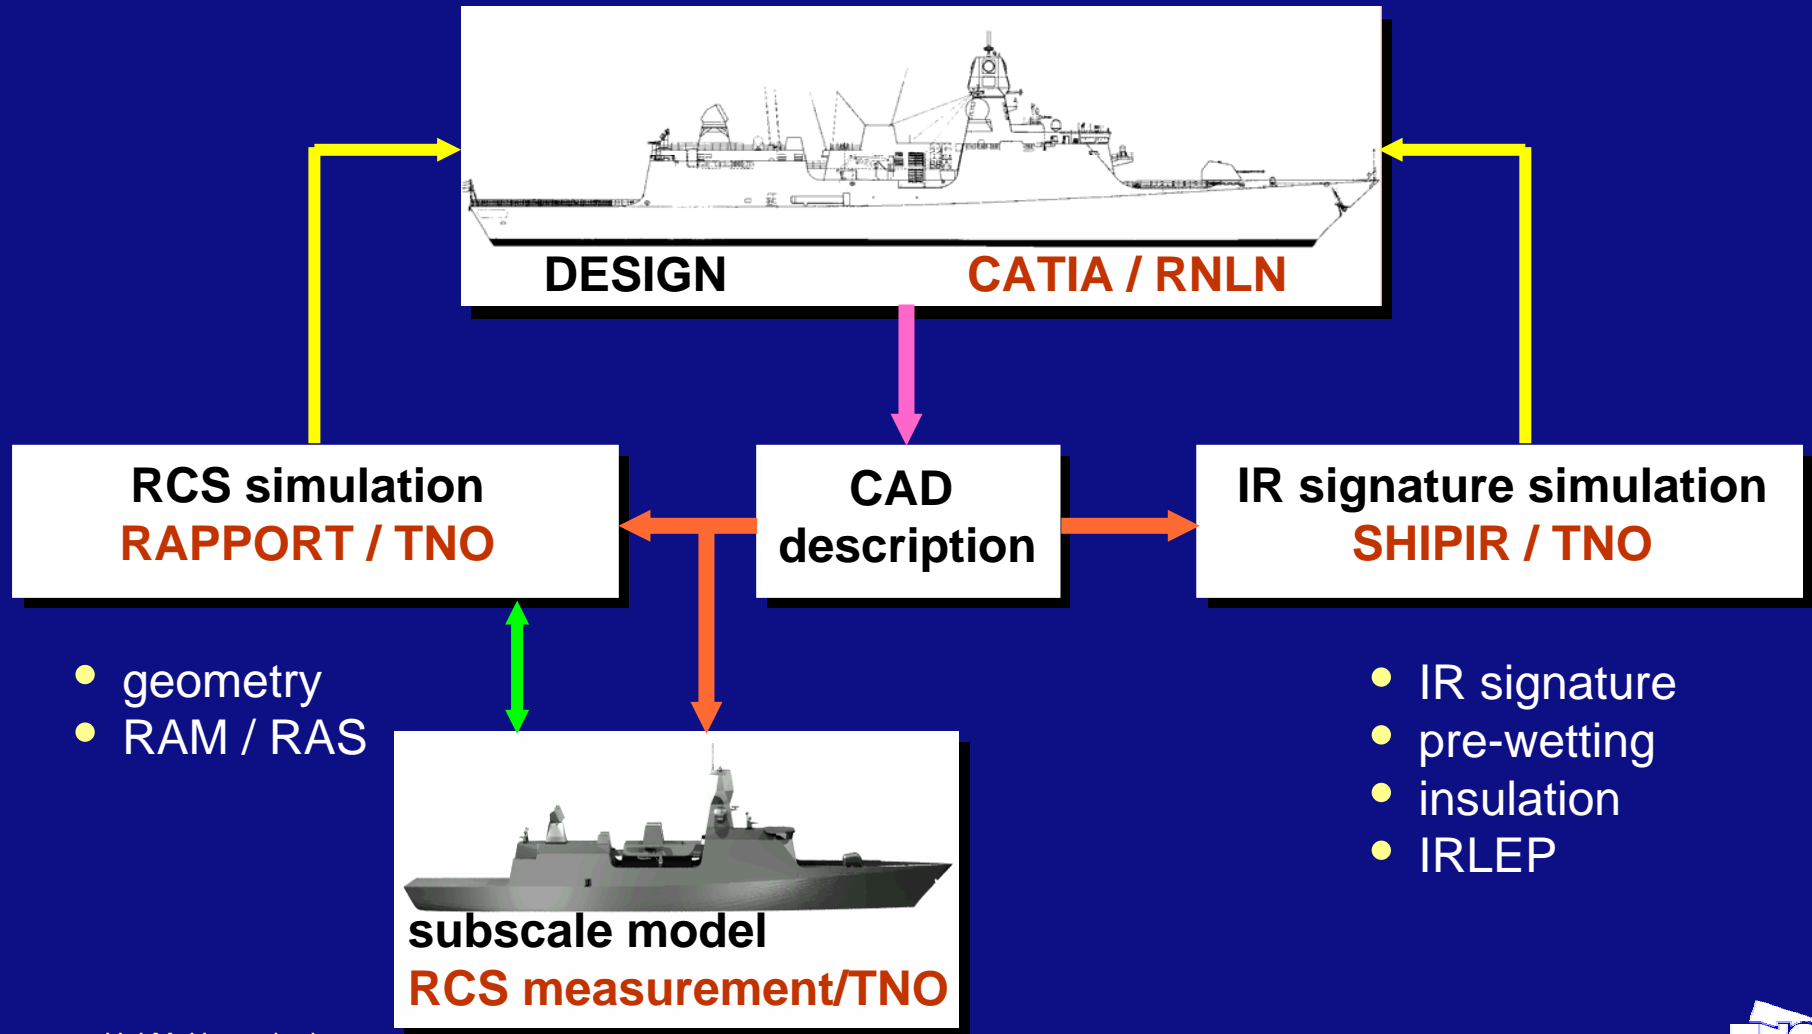 DESIGN CATIA / RNLN
RCS simulation
RAPPORT / TNO
CAD
description
IR signature simulation
SHIPIR / TNO
geometry
RAM / RAS
IR signature
pre-wetting
insulation
IRLEP
subscale model
RCS measurement/TNO